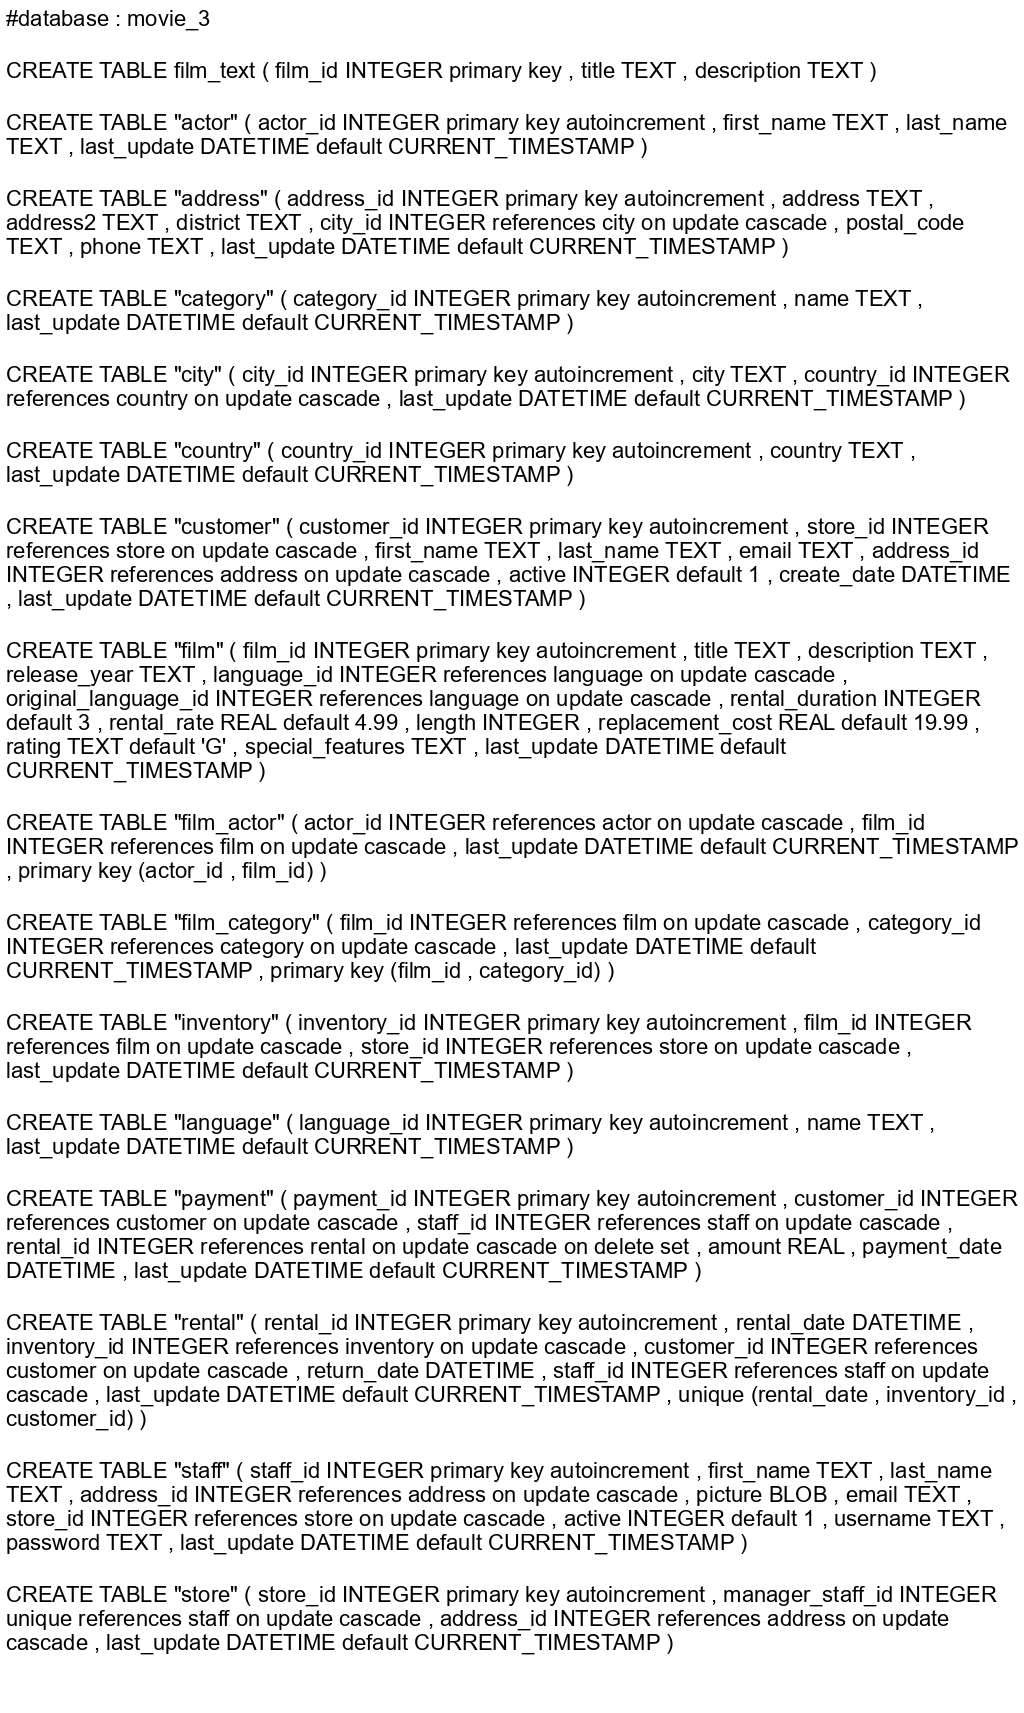 #database : movie_3
CREATE TABLE film_text ( film_id INTEGER primary key , title TEXT , description TEXT )
CREATE TABLE "actor" ( actor_id INTEGER primary key autoincrement , first_name TEXT , last_name
TEXT , last_update DATETIME default CURRENT_TIMESTAMP )
CREATE TABLE "address" ( address_id INTEGER primary key autoincrement , address TEXT ,
address2 TEXT , district TEXT , city_id INTEGER references city on update cascade , postal_code
TEXT , phone TEXT , last_update DATETIME default CURRENT_TIMESTAMP )
CREATE TABLE "category" ( category_id INTEGER primary key autoincrement , name TEXT ,
last_update DATETIME default CURRENT_TIMESTAMP )
CREATE TABLE "city" ( city_id INTEGER primary key autoincrement , city TEXT , country_id INTEGER
references country on update cascade , last_update DATETIME default CURRENT_TIMESTAMP )
CREATE TABLE "country" ( country_id INTEGER primary key autoincrement , country TEXT ,
last_update DATETIME default CURRENT_TIMESTAMP )
CREATE TABLE "customer" ( customer_id INTEGER primary key autoincrement , store_id INTEGER
references store on update cascade , first_name TEXT , last_name TEXT , email TEXT , address_id
INTEGER references address on update cascade , active INTEGER default 1 , create_date DATETIME
, last_update DATETIME default CURRENT_TIMESTAMP )
CREATE TABLE "film" ( film_id INTEGER primary key autoincrement , title TEXT , description TEXT ,
release_year TEXT , language_id INTEGER references language on update cascade ,
original_language_id INTEGER references language on update cascade , rental_duration INTEGER
default 3 , rental_rate REAL default 4.99 , length INTEGER , replacement_cost REAL default 19.99 ,
rating TEXT default 'G' , special_features TEXT , last_update DATETIME default
CURRENT_TIMESTAMP )
CREATE TABLE "film_actor" ( actor_id INTEGER references actor on update cascade , film_id
INTEGER references film on update cascade , last_update DATETIME default CURRENT_TIMESTAMP
, primary key (actor_id , film_id) )
CREATE TABLE "film_category" ( film_id INTEGER references film on update cascade , category_id
INTEGER references category on update cascade , last_update DATETIME default
CURRENT_TIMESTAMP , primary key (film_id , category_id) )
CREATE TABLE "inventory" ( inventory_id INTEGER primary key autoincrement , film_id INTEGER
references film on update cascade , store_id INTEGER references store on update cascade ,
last_update DATETIME default CURRENT_TIMESTAMP )
CREATE TABLE "language" ( language_id INTEGER primary key autoincrement , name TEXT ,
last_update DATETIME default CURRENT_TIMESTAMP )
CREATE TABLE "payment" ( payment_id INTEGER primary key autoincrement , customer_id INTEGER
references customer on update cascade , staff_id INTEGER references staff on update cascade ,
rental_id INTEGER references rental on update cascade on delete set , amount REAL , payment_date
DATETIME , last_update DATETIME default CURRENT_TIMESTAMP )
CREATE TABLE "rental" ( rental_id INTEGER primary key autoincrement , rental_date DATETIME ,
inventory_id INTEGER references inventory on update cascade , customer_id INTEGER references
customer on update cascade , return_date DATETIME , staff_id INTEGER references staff on update
cascade , last_update DATETIME default CURRENT_TIMESTAMP , unique (rental_date , inventory_id ,
customer_id) )
CREATE TABLE "staff" ( staff_id INTEGER primary key autoincrement , first_name TEXT , last_name
TEXT , address_id INTEGER references address on update cascade , picture BLOB , email TEXT ,
store_id INTEGER references store on update cascade , active INTEGER default 1 , username TEXT ,
password TEXT , last_update DATETIME default CURRENT_TIMESTAMP )
CREATE TABLE "store" ( store_id INTEGER primary key autoincrement , manager_staff_id INTEGER
unique references staff on update cascade , address_id INTEGER references address on update
cascade , last_update DATETIME default CURRENT_TIMESTAMP )